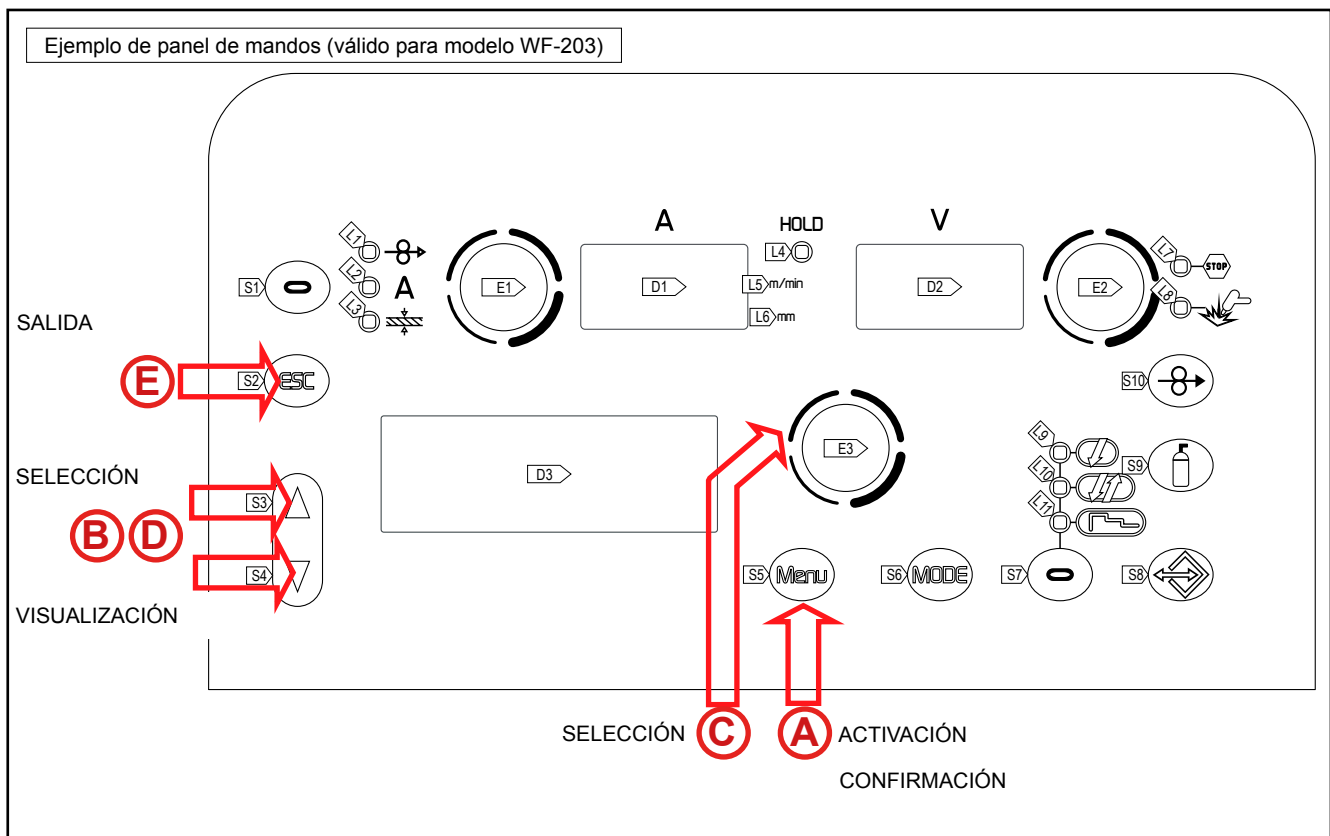 Ejemplo de panel de mandos (válido para modelo WF-203)
A
HOLD
V
L1
L2
L3
A
S1
E1
D1
L4
L5 m/min
L6 mm
D2
E2
L7
STOP
L8
SALIDA
E
S2
ESC
S10
D3
E3
L9
L10
L11
S9
SELECCIÓN
S3
B D
S4
VISUALIZACIÓN
S5
Menu
S6
MODE
S7
S8
SELECCIÓN C
A ACTIVACIÓN
CONFIRMACIÓN